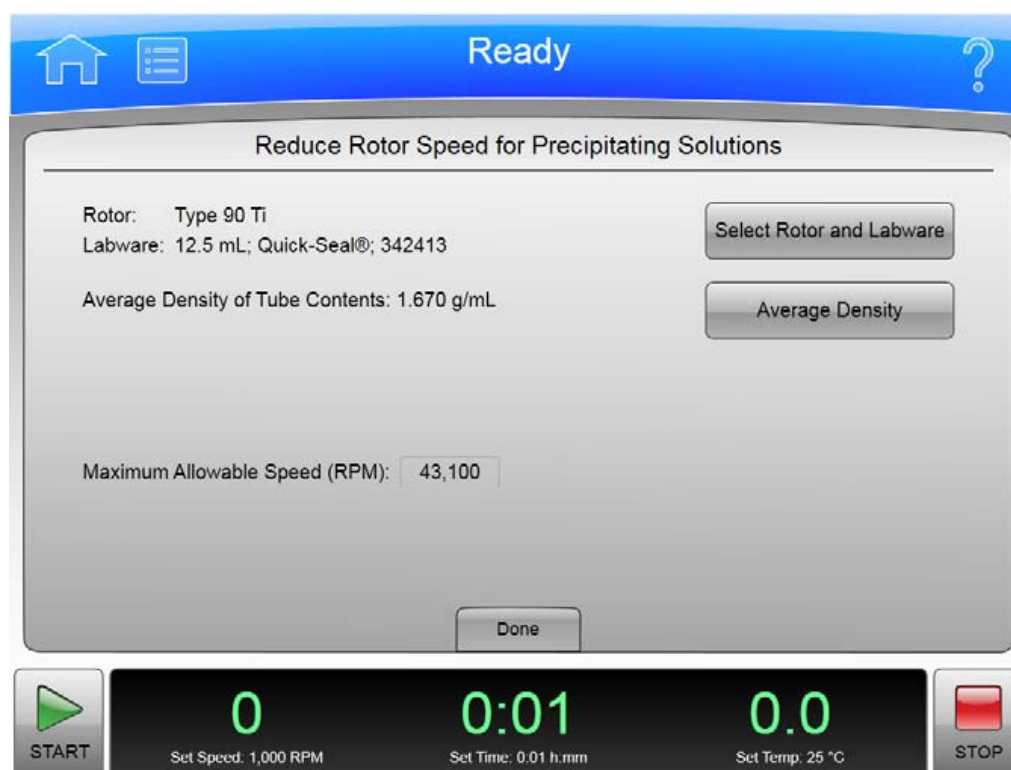 Ready
?
Reduce Rotor Speed for Precipitating Solutions
Rotor: Type 90 Ti
Labware: 12.5 mL; Quick-Seal®; 342413
Select Rotor and Labware
Average Density of Tube Contents: 1.670 g/mL
Average Density
Maximum Allowable Speed (RPM): 43,100
Done
START
0
Set Speed: 1,000 RPM
0:01
Set Time: 0:01 h:mm
0.0
Set Temp: 25 °C
STOP